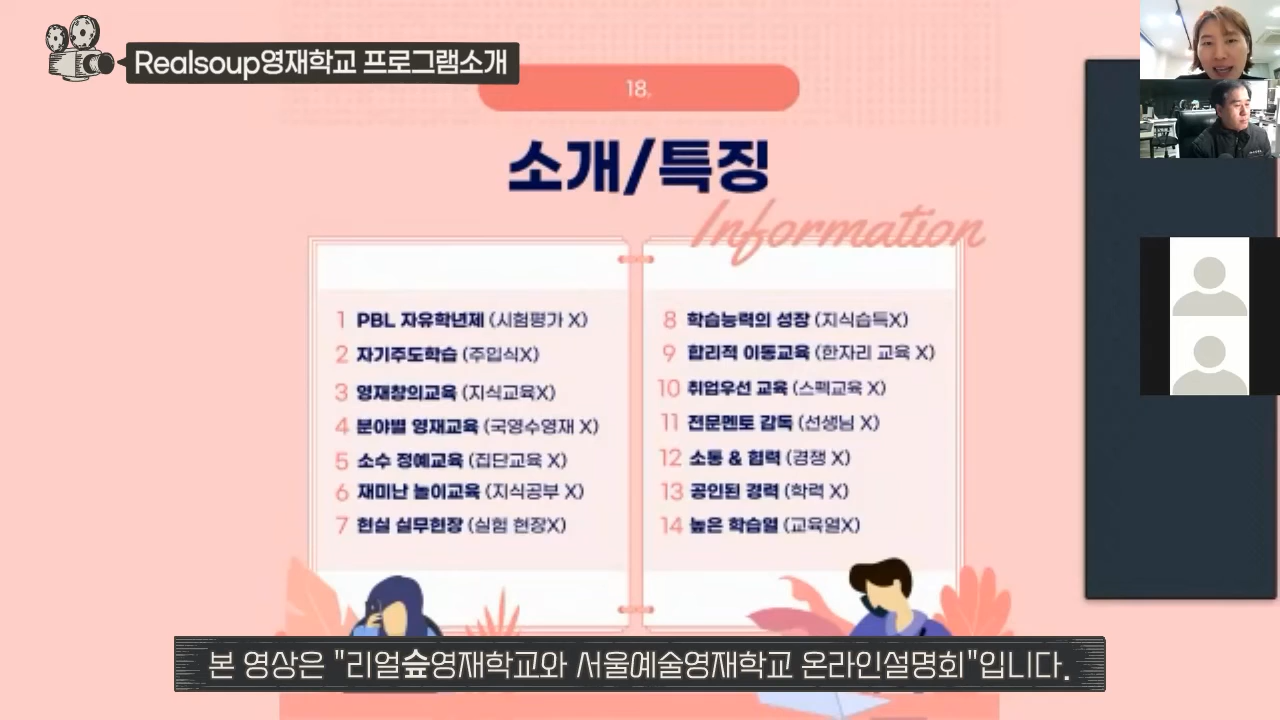 Realsoup영재학교 프로그램소개
18.
소개/특징
Information
1 PBL 자유학년제 (시험평가 X)
2 자기주도학습 (주입식X)
3 영재창의교육 (지식교육X)
4 분야별 영재교육 (국영수영재 X)
5 소수 정예교육 (집단교육 X)
6 재미난 놀이교육 (지식공부 X)
7 현실 실무현장 (실험 현장X)
8 학습능력의 성장 (지식습득X)
9 합리적 이동교육 (한자리 교육 X)
10 취업우선 교육 (스펙교육 X)
11 전문멘토 감독 (선생님 X)
12 소통 & 협력 (경쟁 X)
13 공인된 경력 (학력 X)
14 높은 학습열 (교육열X)
본 영상은 "리얼숲영재학교와 서울예술영재학교 온라인설명회"입니다.